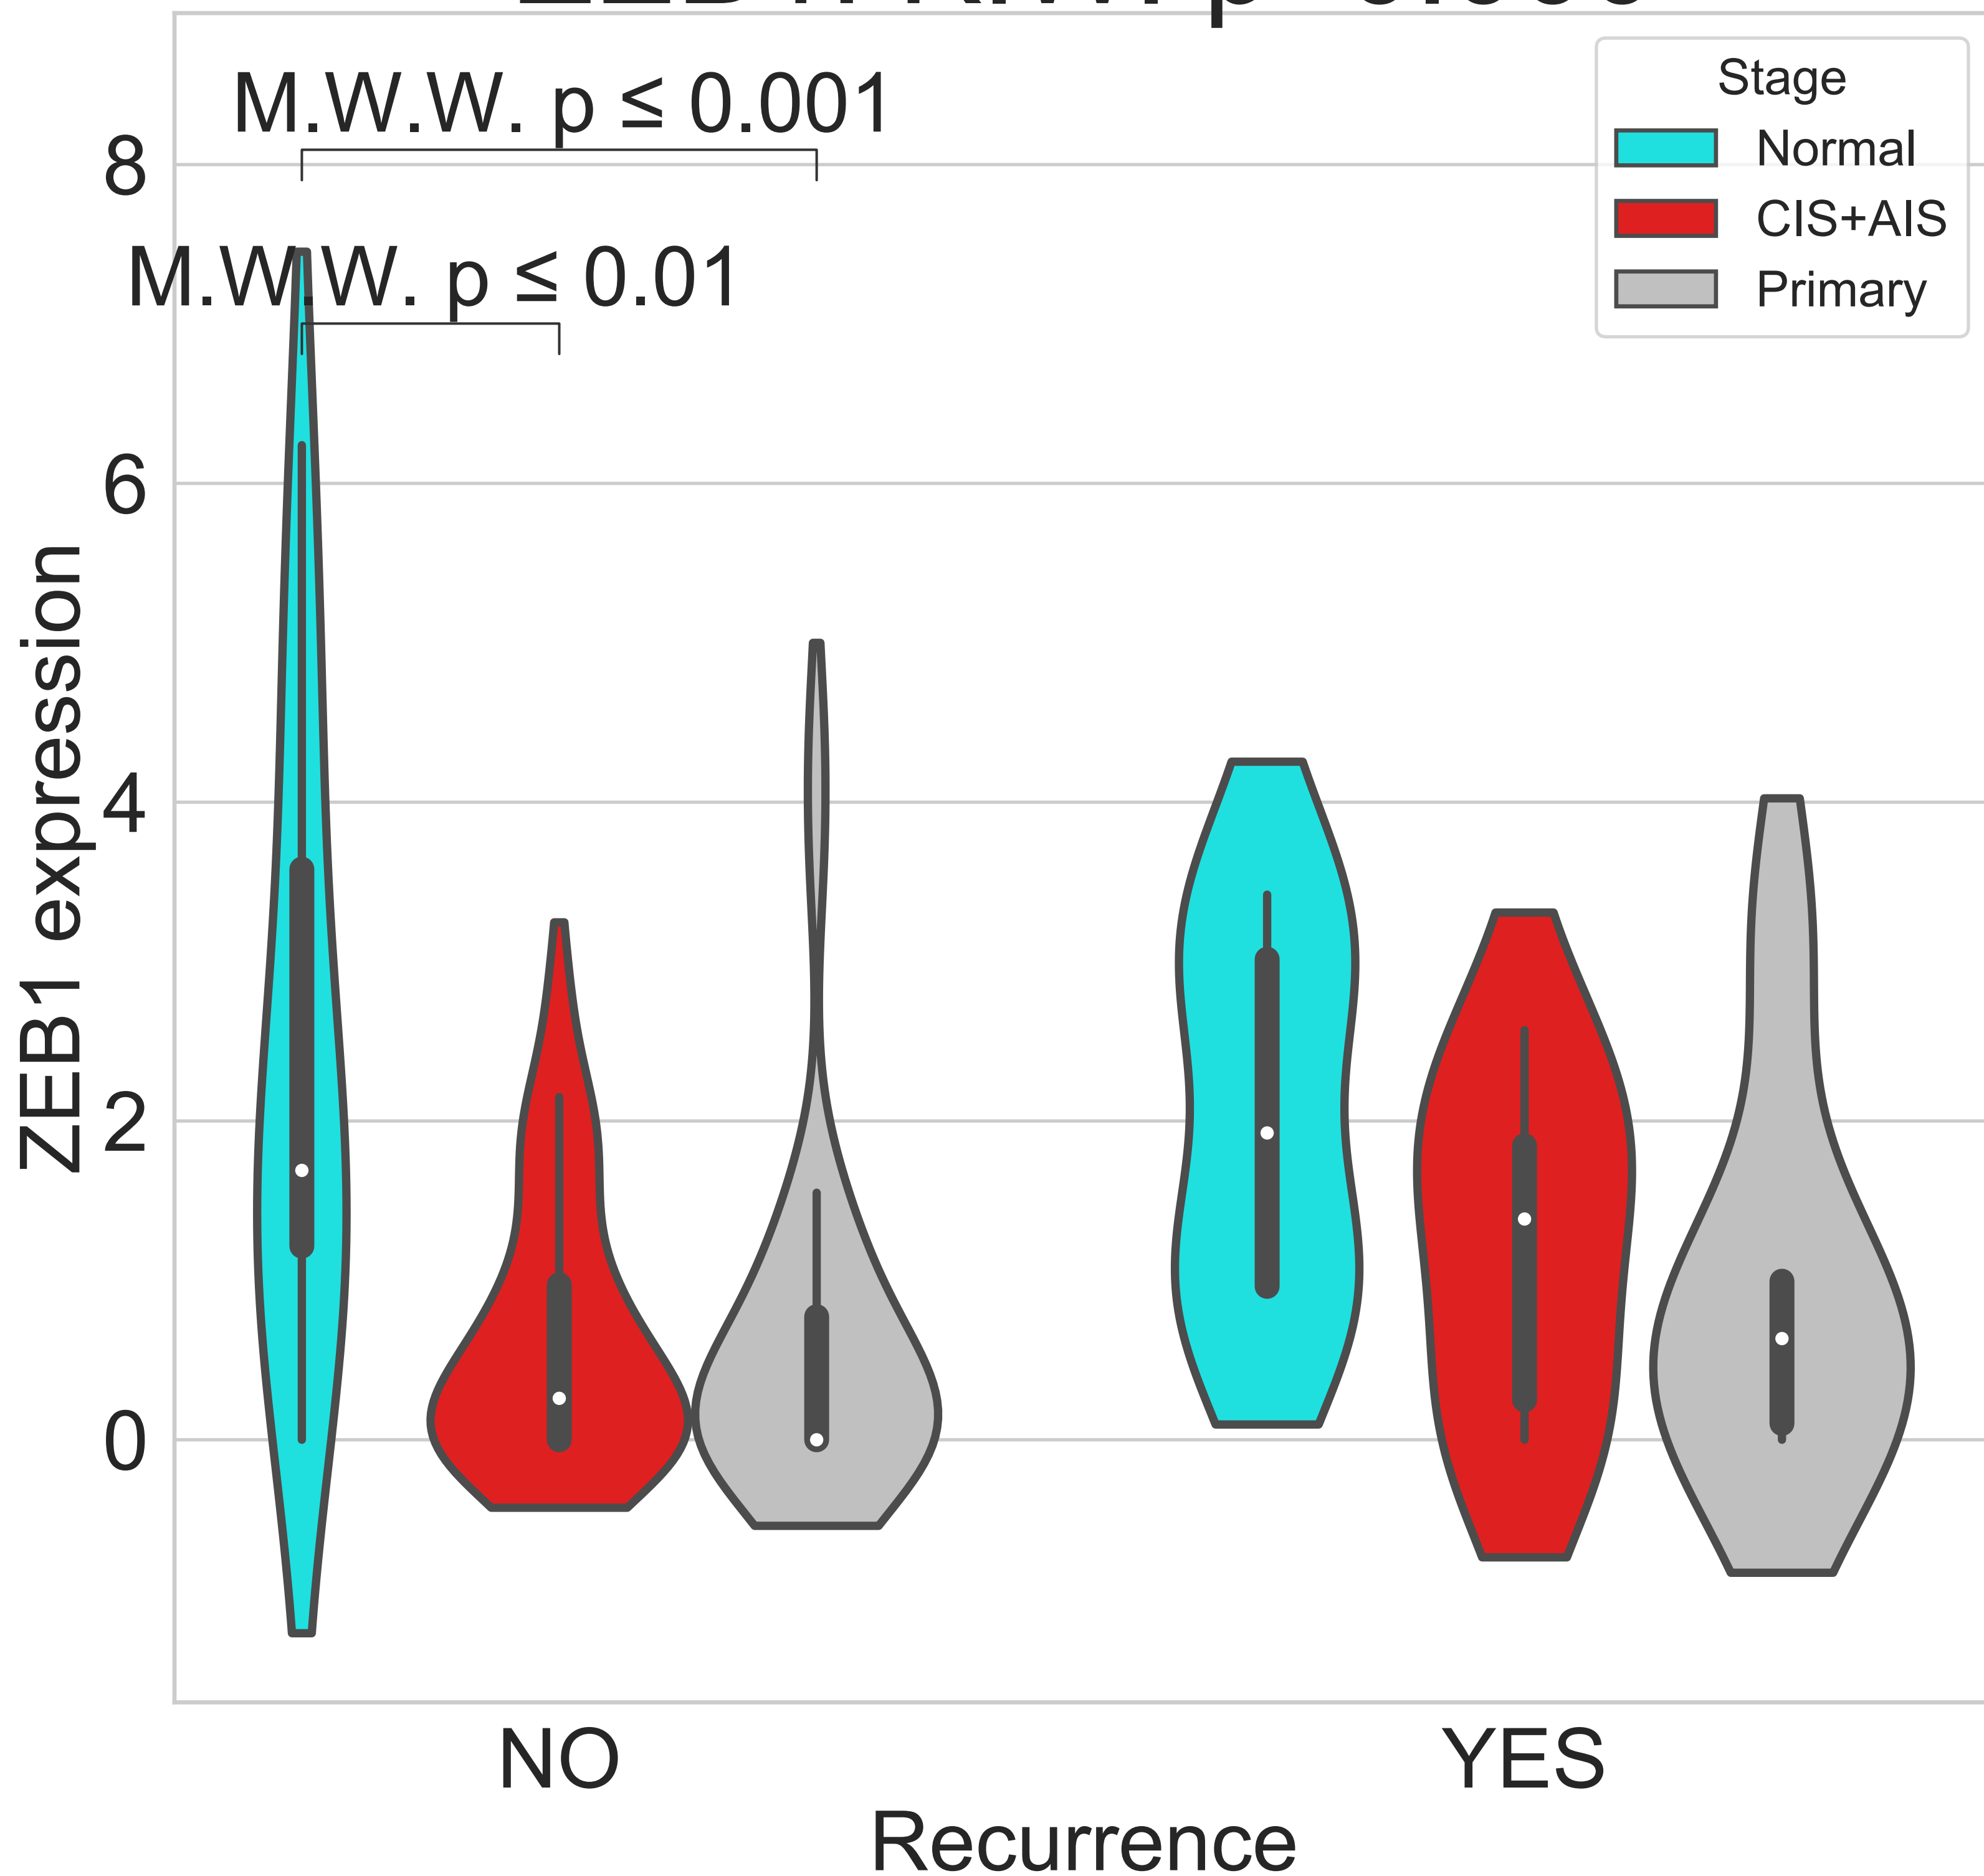 M.W.W. p ≤ 0.001
M.W.W. p ≤ 0.01
Stage
Normal
CIS+AIS
Primary
8
6
4
2
0
ZEB1 expression
NO
YES
Recurrence